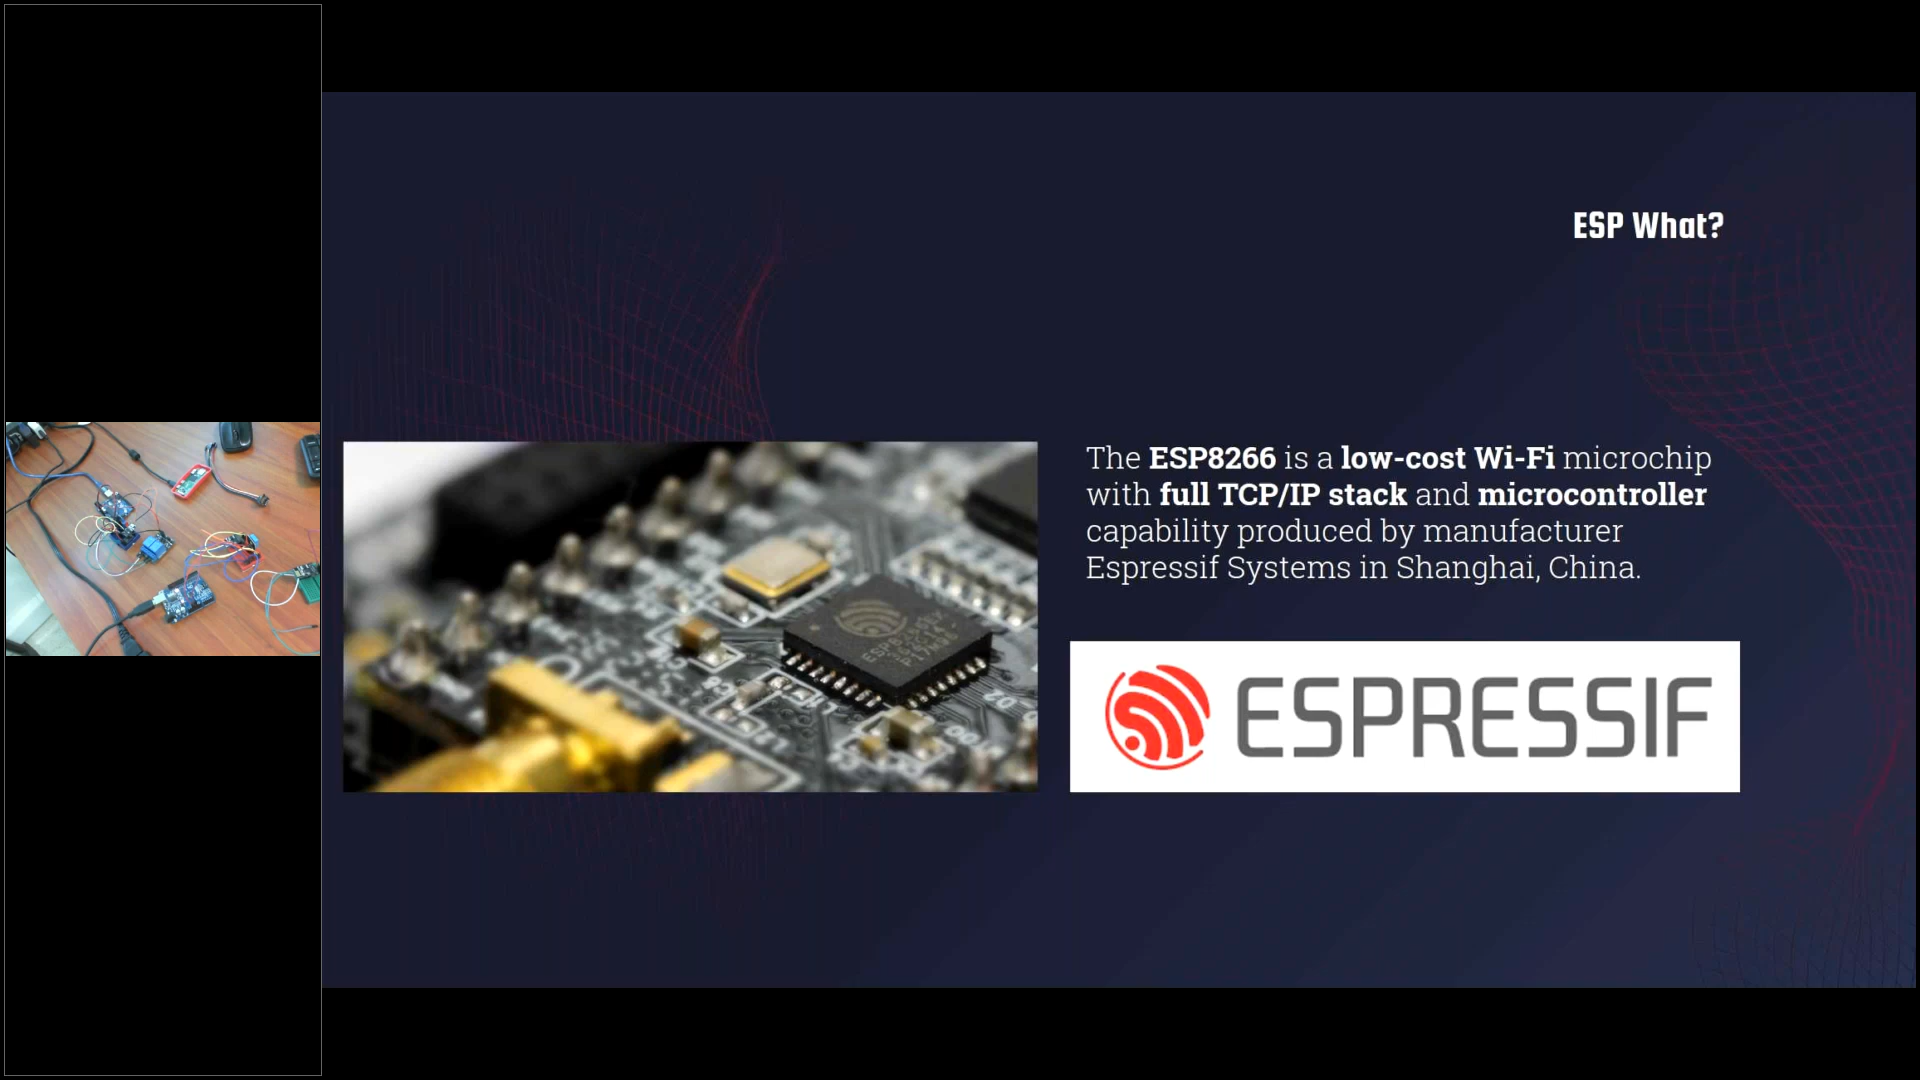 ESP What?
The ESP8266 is a low-cost Wi-Fi microchip
with full TCP/IP stack and microcontroller
capability produced by manufacturer
Espressif Systems in Shanghai, China.
ESPRESSIF